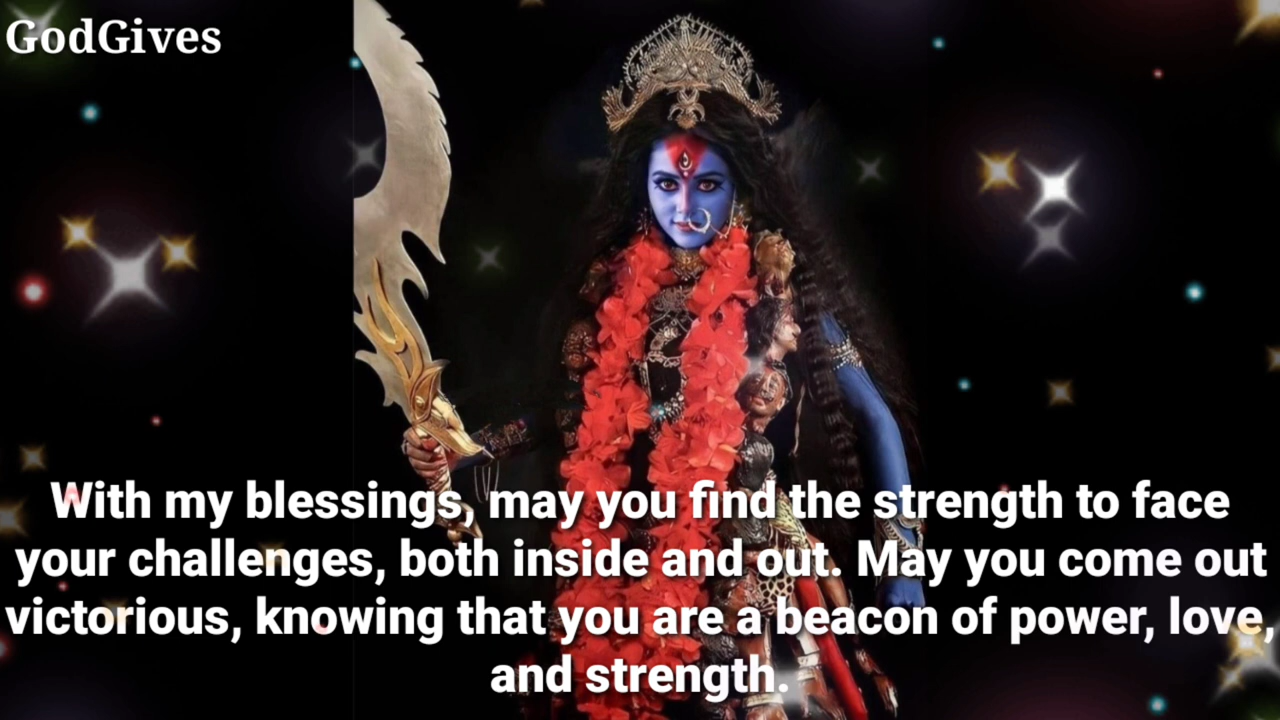 GodGives
With my blessings, may you find the strength to face
your challenges, both inside and out. May you come out
victorious, knowing that you are a beacon of power, love,
and strength.